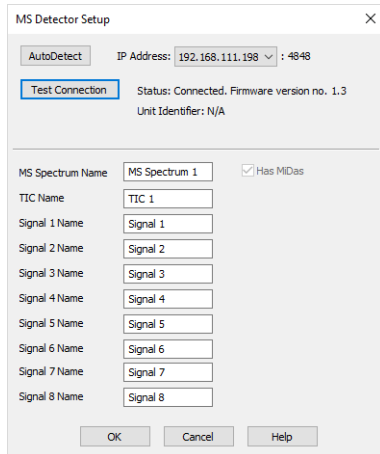 MS Detector Setup
AutoDetect IP Address: 192.168.111.198 : 4848
Test Connection Status: Connected. Firmware version no. 1.3
Unit Identifier: N/A
MS Spectrum Name MS Spectrum 1 Has MiDas
TIC Name TIC 1
Signal 1 Name Signal 1
Signal 2 Name Signal 2
Signal 3 Name Signal 3
Signal 4 Name Signal 4
Signal 5 Name Signal 5
Signal 6 Name Signal 6
Signal 7 Name Signal 7
Signal 8 Name Signal 8
OK Cancel Help